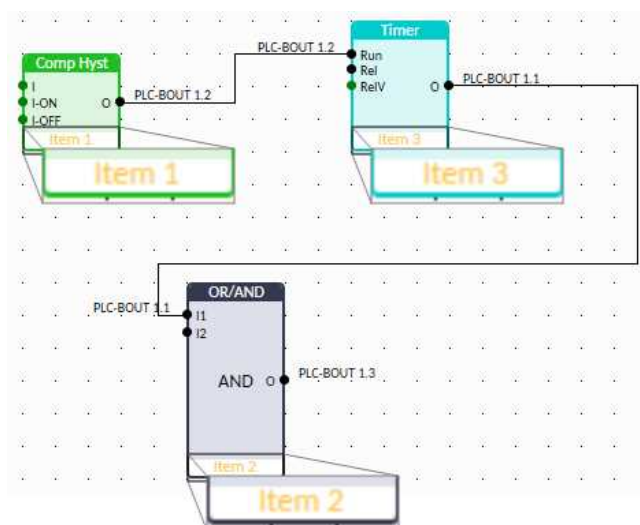 Timer
PLC-BOUT 1.2
Run
Comp Hyst
Rel
I
RelV
O
PLC-BOUT 1.1
I-ON
O
PLC-BOUT 1.2
I-OFF
Item 1
Item 3
Item 1
Item 3
OR/AND
PLC-BOUT 1.1
I1
I2
AND
O
PLC-BOUT 1.3
Item 2
Item 2